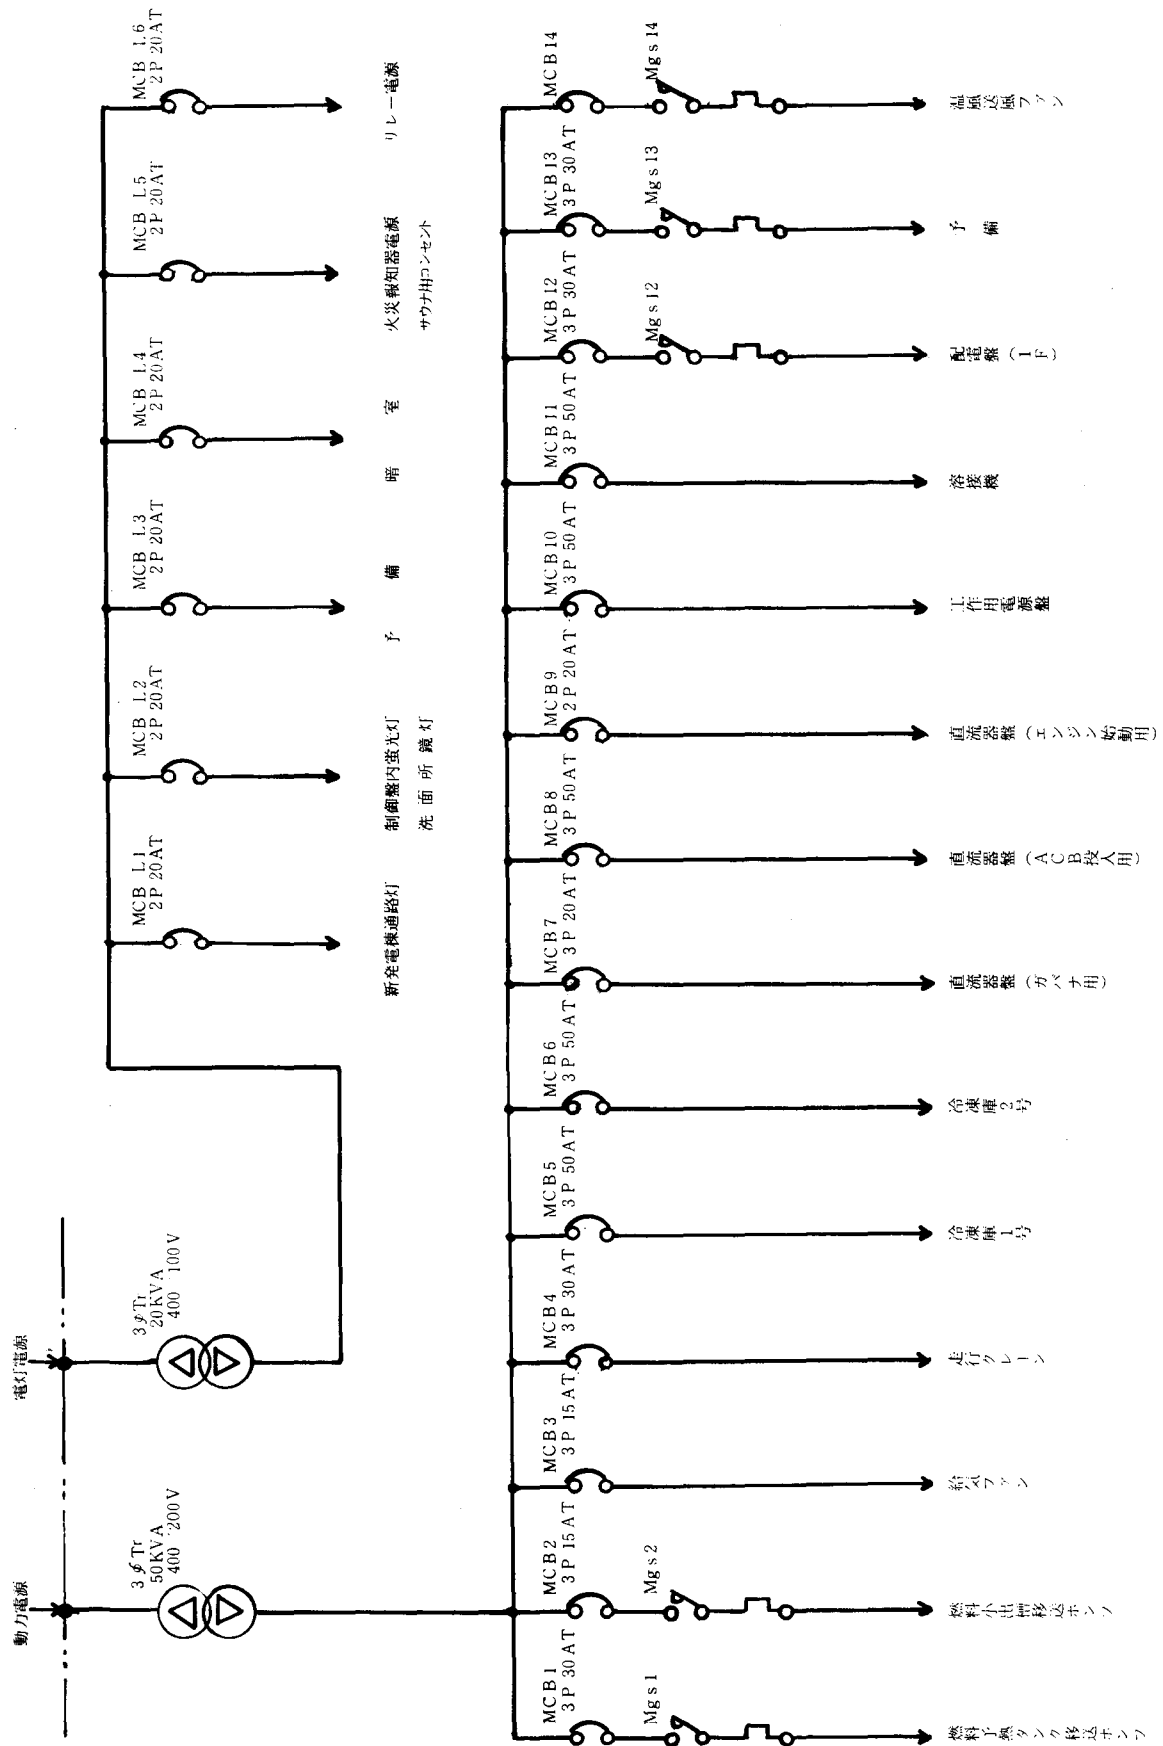 動力電源
電灯電源
3φTr
50KVA
400 200V
3φTr
20KVA
400 100V
MCB L1
2P 20AT
MCB L2
2P 20AT
MCB L3
2P 20AT
MCB L4
2P 20AT
MCB L5
2P 20AT
MCB L6
2P 20AT
新発電棟通路灯
制御盤内蛍光灯
洗面所鏡灯
予備
暗室
火災報知器電源
サウナ用コンセント
リレー電源
MCB1
3P 30AT
MCB2
3P 15AT
MCB3
3P 15AT
MCB4
3P 30AT
MCB5
3P 50AT
MCB6
3P 50AT
MCB7
3P 20AT
MCB8
3P 50AT
MCB9
2P 20AT
MCB10
3P 50AT
MCB11
3P 50AT
MCB12
3P 30AT
MCB13
3P 30AT
MCB14
Mgs1
Mgs2
Mgs12
Mgs13
Mgs14
燃料予熱タンク移送ポンプ
燃料小出槽移送ポンプ
給気ファン
走行クレーン
冷凍庫1号
冷凍庫2号
直流器盤(ガバナ用)
直流器盤(ACB投入用)
直流器盤(エンジン始動用)
工作用電源盤
溶接機
配電盤(1F)
予備
温風送風ファン